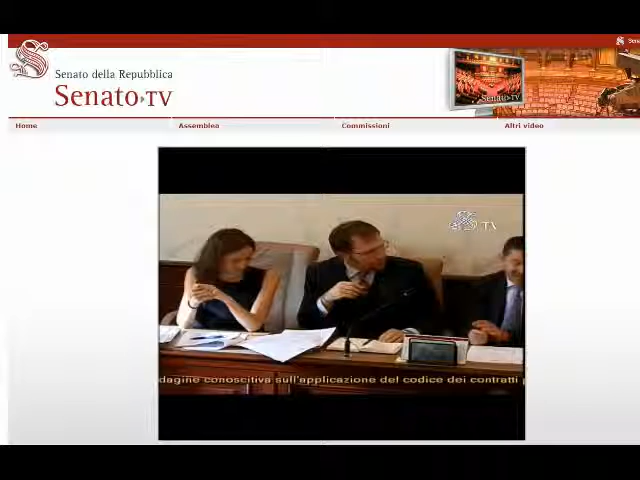 Senato della Repubblica
Senato TV
Senato TV
Home
Assemblea
Commissioni
Altri video
TV
dagine conoscitiva sull'applicazione del codice dei contratti